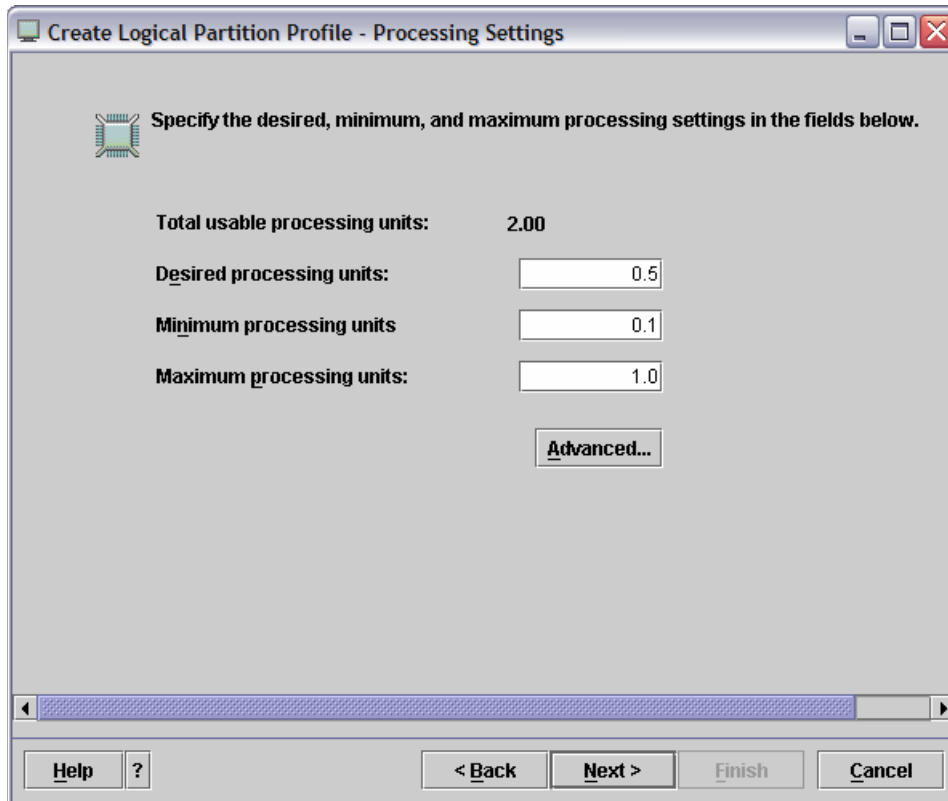 Create Logical Partition Profile - Processing Settings
Specify the desired, minimum, and maximum processing settings in the fields below.
Total usable processing units: 2.00
Desired processing units: 0.5
Minimum processing units 0.1
Maximum processing units: 1.0
Advanced...
Help ? < Back Next > Finish Cancel